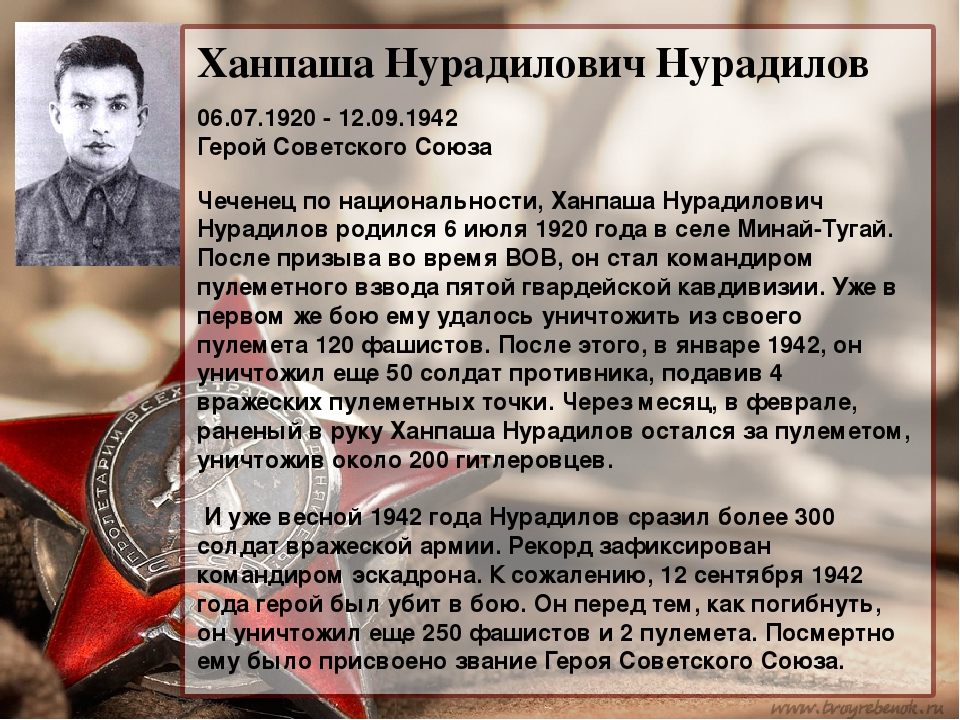 Ханпаша Нурадилович Нурадилов
06.07.1920 - 12.09.1942
Герой Советского Союза
Чеченец по национальности, Ханпаша Нурадилович
Нурадилов родился 6 июля 1920 года в селе Минай-Тугай.
После призыва во время ВОВ, он стал командиром
пулеметного взвода пятой гвардейской кавдивизии. Уже в
первом же бою ему удалось уничтожить из своего
пулемета 120 фашистов. После этого, в январе 1942, он
уничтожил еще 50 солдат противника, подавив 4
вражеских пулеметных точки. Через месяц, в феврале,
раненый в руку Ханпаша Нурадилов остался за пулеметом,
уничтожив около 200 гитлеровцев.
И уже весной 1942 года Нурадилов сразил более 300
солдат вражеской армии. Рекорд зафиксирован
командиром эскадрона. К сожалению, 12 сентября 1942
года герой был убит в бою. Он перед тем, как погибнуть,
он уничтожил еще 250 фашистов и 2 пулемета. Посмертно
ему было присвоено звание Героя Советского Союза.
ПРОЛЕТАРИИ ВСЕХ СТРАН
www.tvoyrebenok.ru